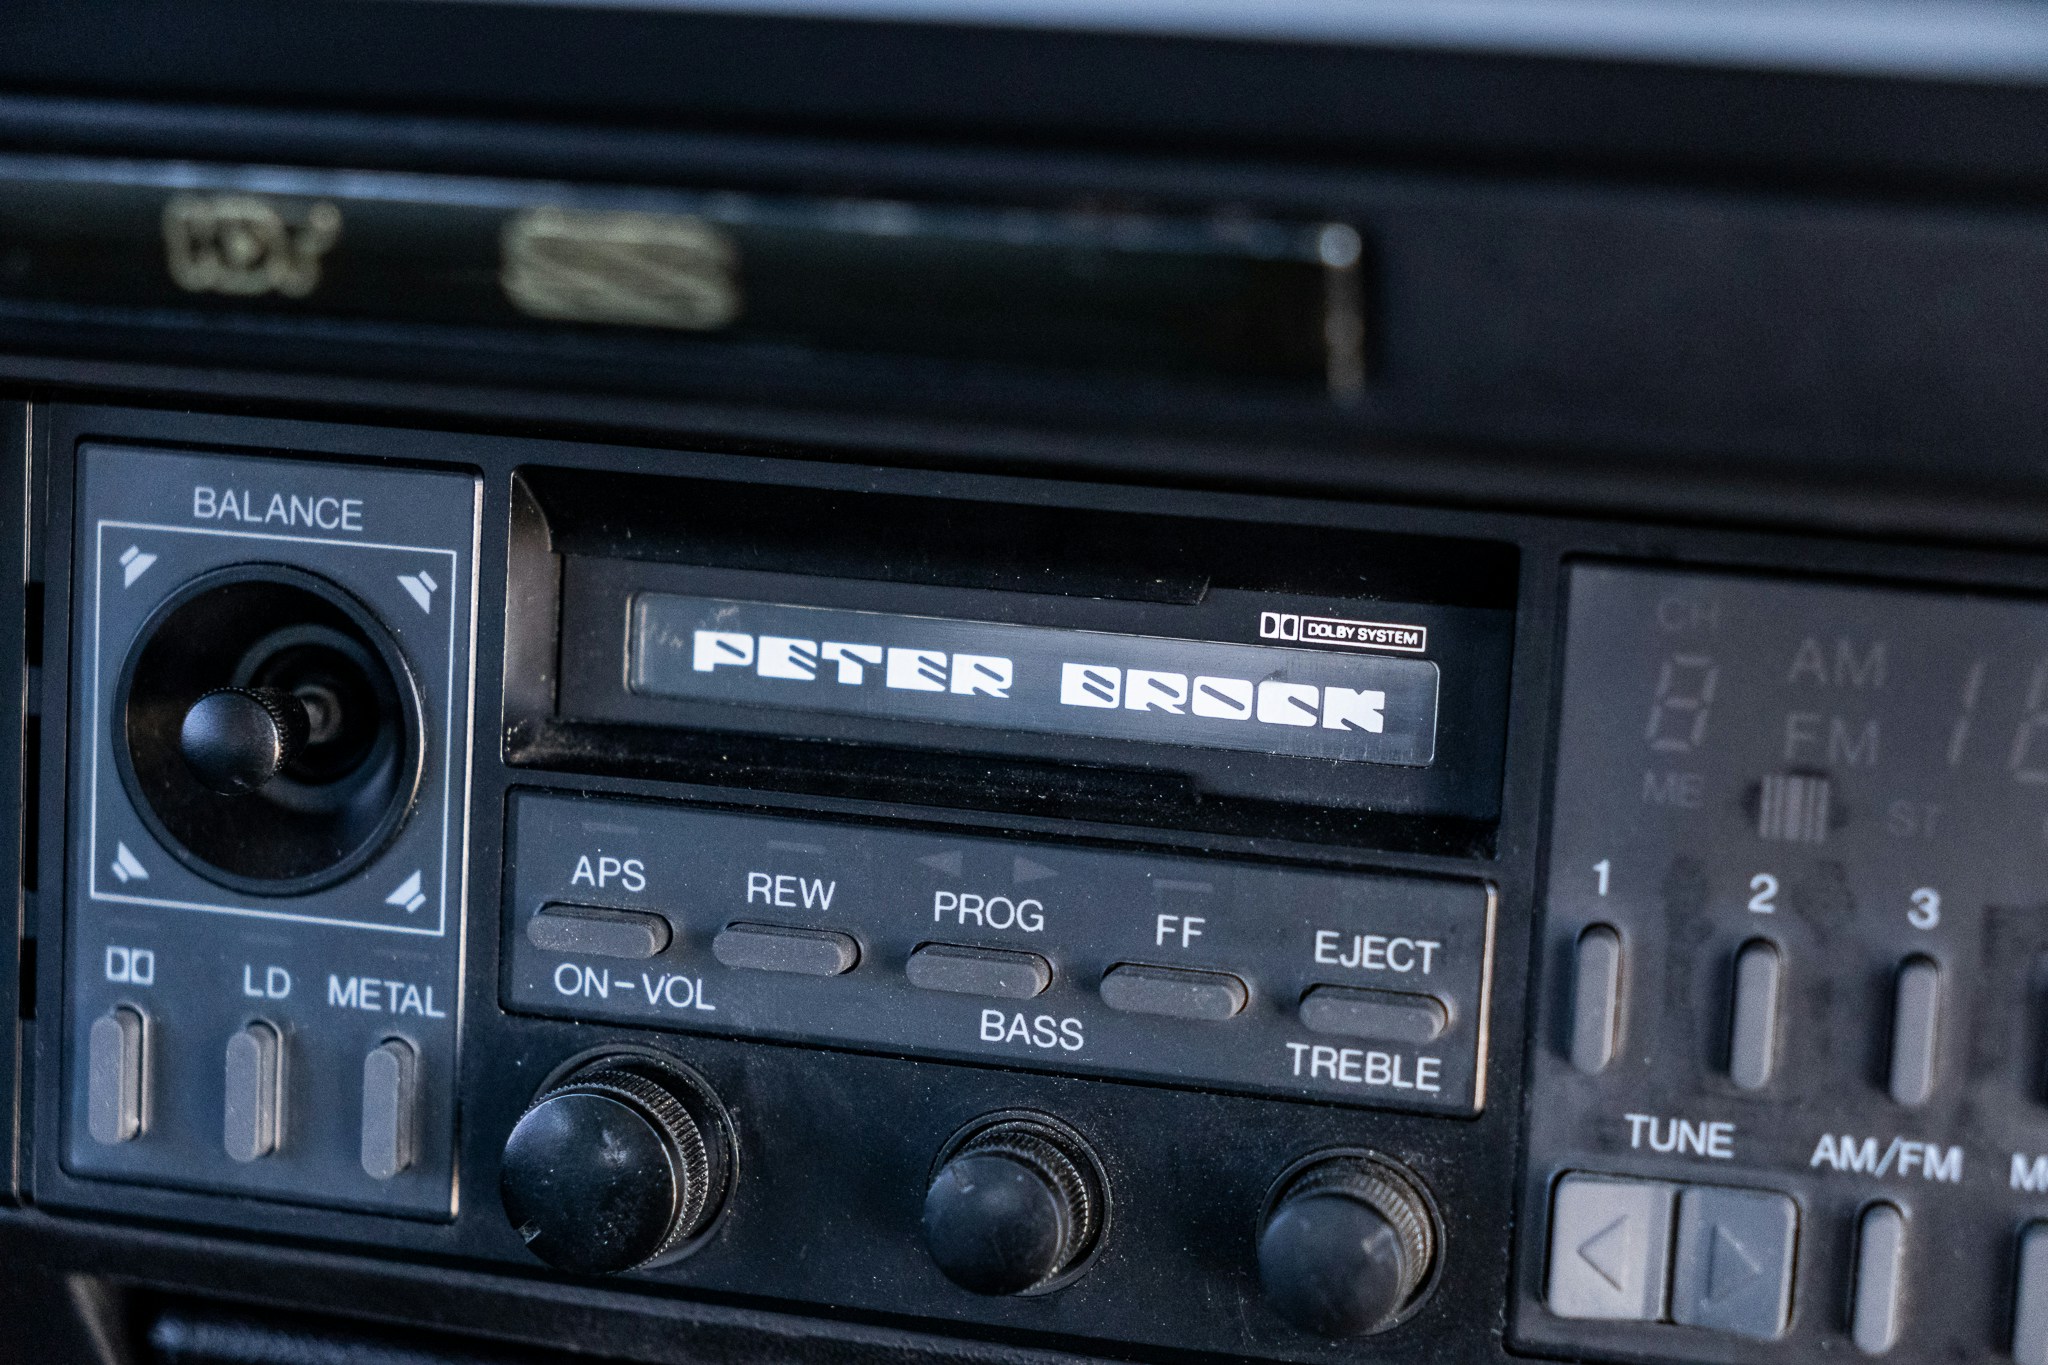 BALANCE
PETER BROCK
DOLBY SYSTEM
LD
METAL
APS
REW
PROG
FF
EJECT
ON-VOL
BASS
TREBLE
CH
AM
FM
ME
ST
1
2
3
TUNE
AM/FM